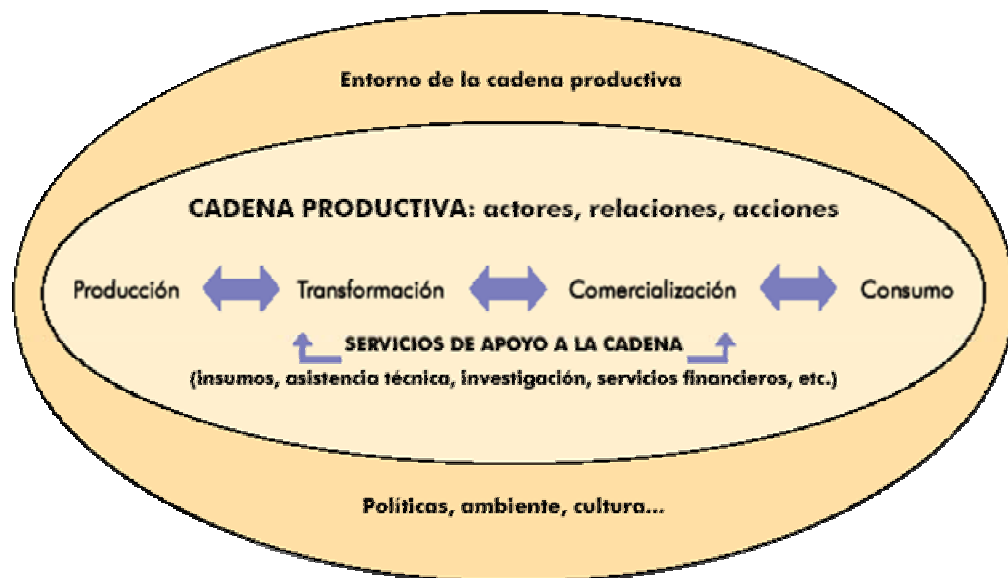 Entorno de la cadena productiva
CADENA PRODUCTIVA: actores, relaciones, acciones
Producción Transformación Comercialización Consumo
SERVICIOS DE APOYO A LA CADENA
(insumos, asistencia técnica, investigación, servicios financieros, etc.)
Políticas, ambiente, cultura...